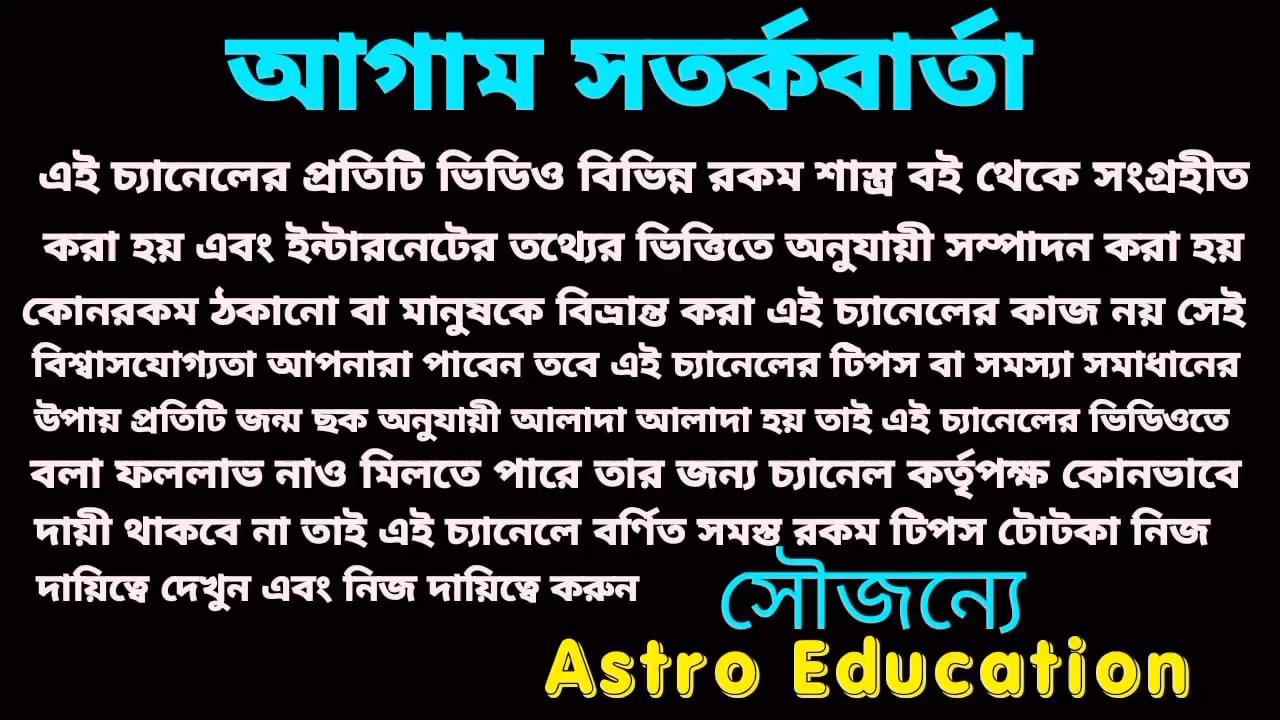 আগাম সতর্কবার্তা
এই চ্যানেলের প্রতিটি ভিডিও বিভিন্ন রকম শাস্ত্র বই থেকে সংগ্রহীত
করা হয় এবং ইন্টারনেটের তথ্যের ভিত্তিতে অনুযায়ী সম্পাদন করা হয়
কোনরকম ঠকানো বা মানুষকে বিভ্রান্ত করা এই চ্যানেলের কাজ নয় সেই
বিশ্বাসযোগ্যতা আপনারা পাবেন তবে এই চ্যানেলের টিপস বা সমস্যা সমাধানের
উপায় প্রতিটি জন্ম ছক অনুযায়ী আলাদা আলাদা হয় তাই এই চ্যানেলের ভিডিওতে
বলা ফললাভ নাও মিলতে পারে তার জন্য চ্যানেল কর্তৃপক্ষ কোনভাবে
দায়ী থাকবে না তাই এই চ্যানেলে বর্ণিত সমস্ত রকম টিপস টোটকা নিজ
দায়িত্বে দেখুন এবং নিজ দায়িত্বে করুন
সৌজন্যে
Astro Education